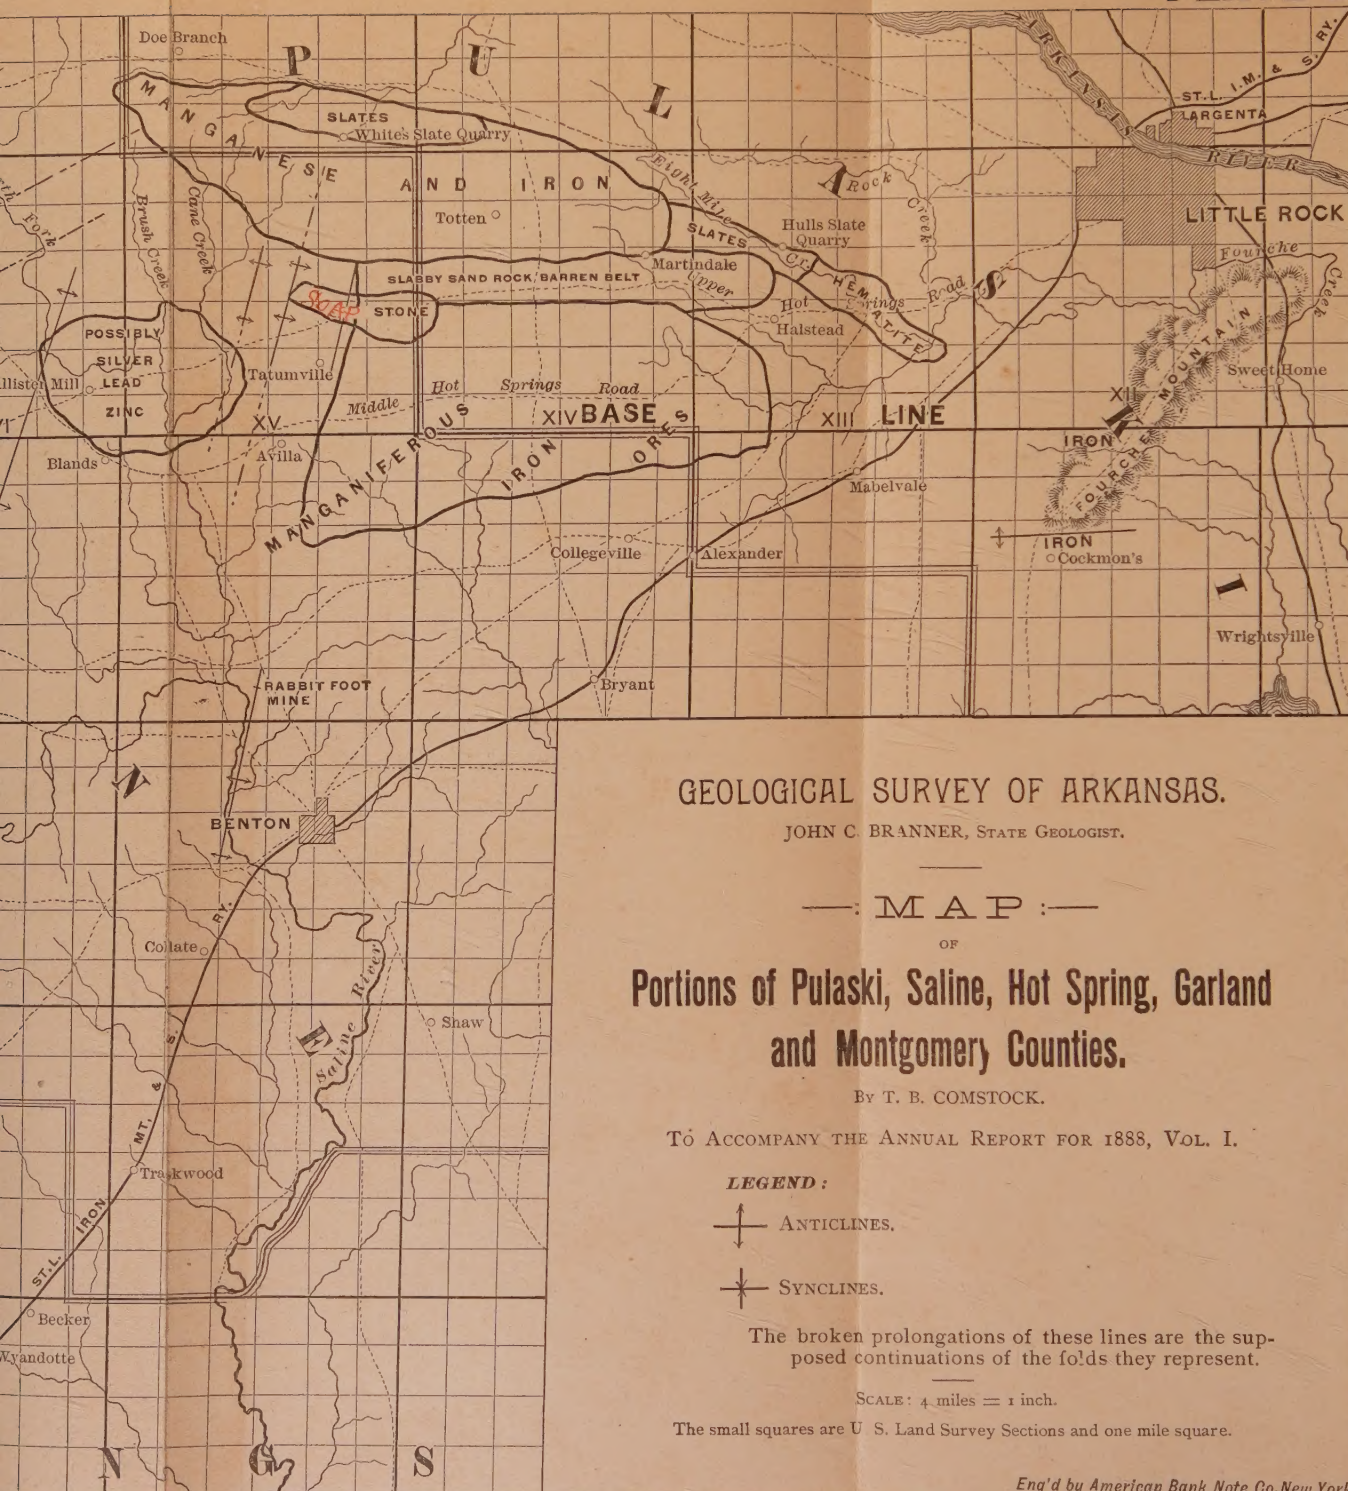 Doe Branch
P U L A S K I
ARKANSAS RIVER
ST. L. I. M. & S. RY.
ARGENTA
MANGANESE AND IRON
SLATES
White's Slate Quarry
Eight Mile Cr.
Rock Creek
LITTLE ROCK
Fork
Brush Creek
Cane Creek
Totten
SLATES
Hulls Slate Quarry
Fourche Creek
Martindale
SLABBY SAND ROCK, BARREN BELT
Upper Hot Springs Road
HEMATITE
SOAP STONE
Halstead
POSSIBLY
SILVER
LEAD
ZINC
Mill
Tatumville
Sweet Home
FOURCHE MOUNTAIN
Middle Hot Springs Road
XV
XIV
BASE LINE
XIII
XII
IRON
Blands
Avilla
MANGANIFEROUS IRON ORES
Mabelvale
Collegeville
Alexander
IRON
Cockmon's
Wrightsville
RABBIT FOOT
MINE
Bryant
N
BENTON
Collate
Saline River
E
Shaw
Traskwood
ST. L. IRON MT. & S. RY.
Becker
Wyandotte
N G S
GEOLOGICAL SURVEY OF ARKANSAS.
JOHN C. BRANNER, STATE GEOLOGIST.
MAP
OF
Portions of Pulaski, Saline, Hot Spring, Garland
and Montgomery Counties.
By T. B. COMSTOCK.
TO ACCOMPANY THE ANNUAL REPORT FOR 1888, VOL. I.
LEGEND:
ANTICLINES.
SYNCLINES.
The broken prolongations of these lines are the sup-
posed continuations of the folds they represent.
SCALE: 4 miles = 1 inch.
The small squares are U. S. Land Survey Sections and one mile square.
Eng'd by American Bank Note Co. New York